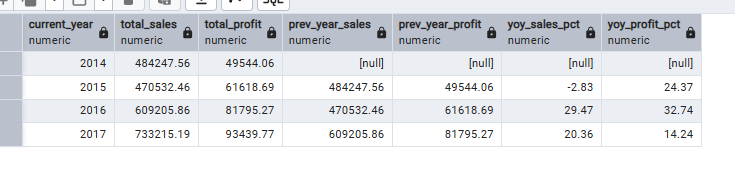 SQL
current_year total_sales total_profit prev_year_sales prev_year_profit yoy_sales_pct yoy_profit_pct
numeric numeric numeric numeric numeric numeric numeric
2014 484247.56 49544.06 [null] [null] [null] [null]
2015 470532.46 61618.69 484247.56 49544.06 -2.83 24.37
2016 609205.86 81795.27 470532.46 61618.69 29.47 32.74
2017 733215.19 93439.77 609205.86 81795.27 20.36 14.24